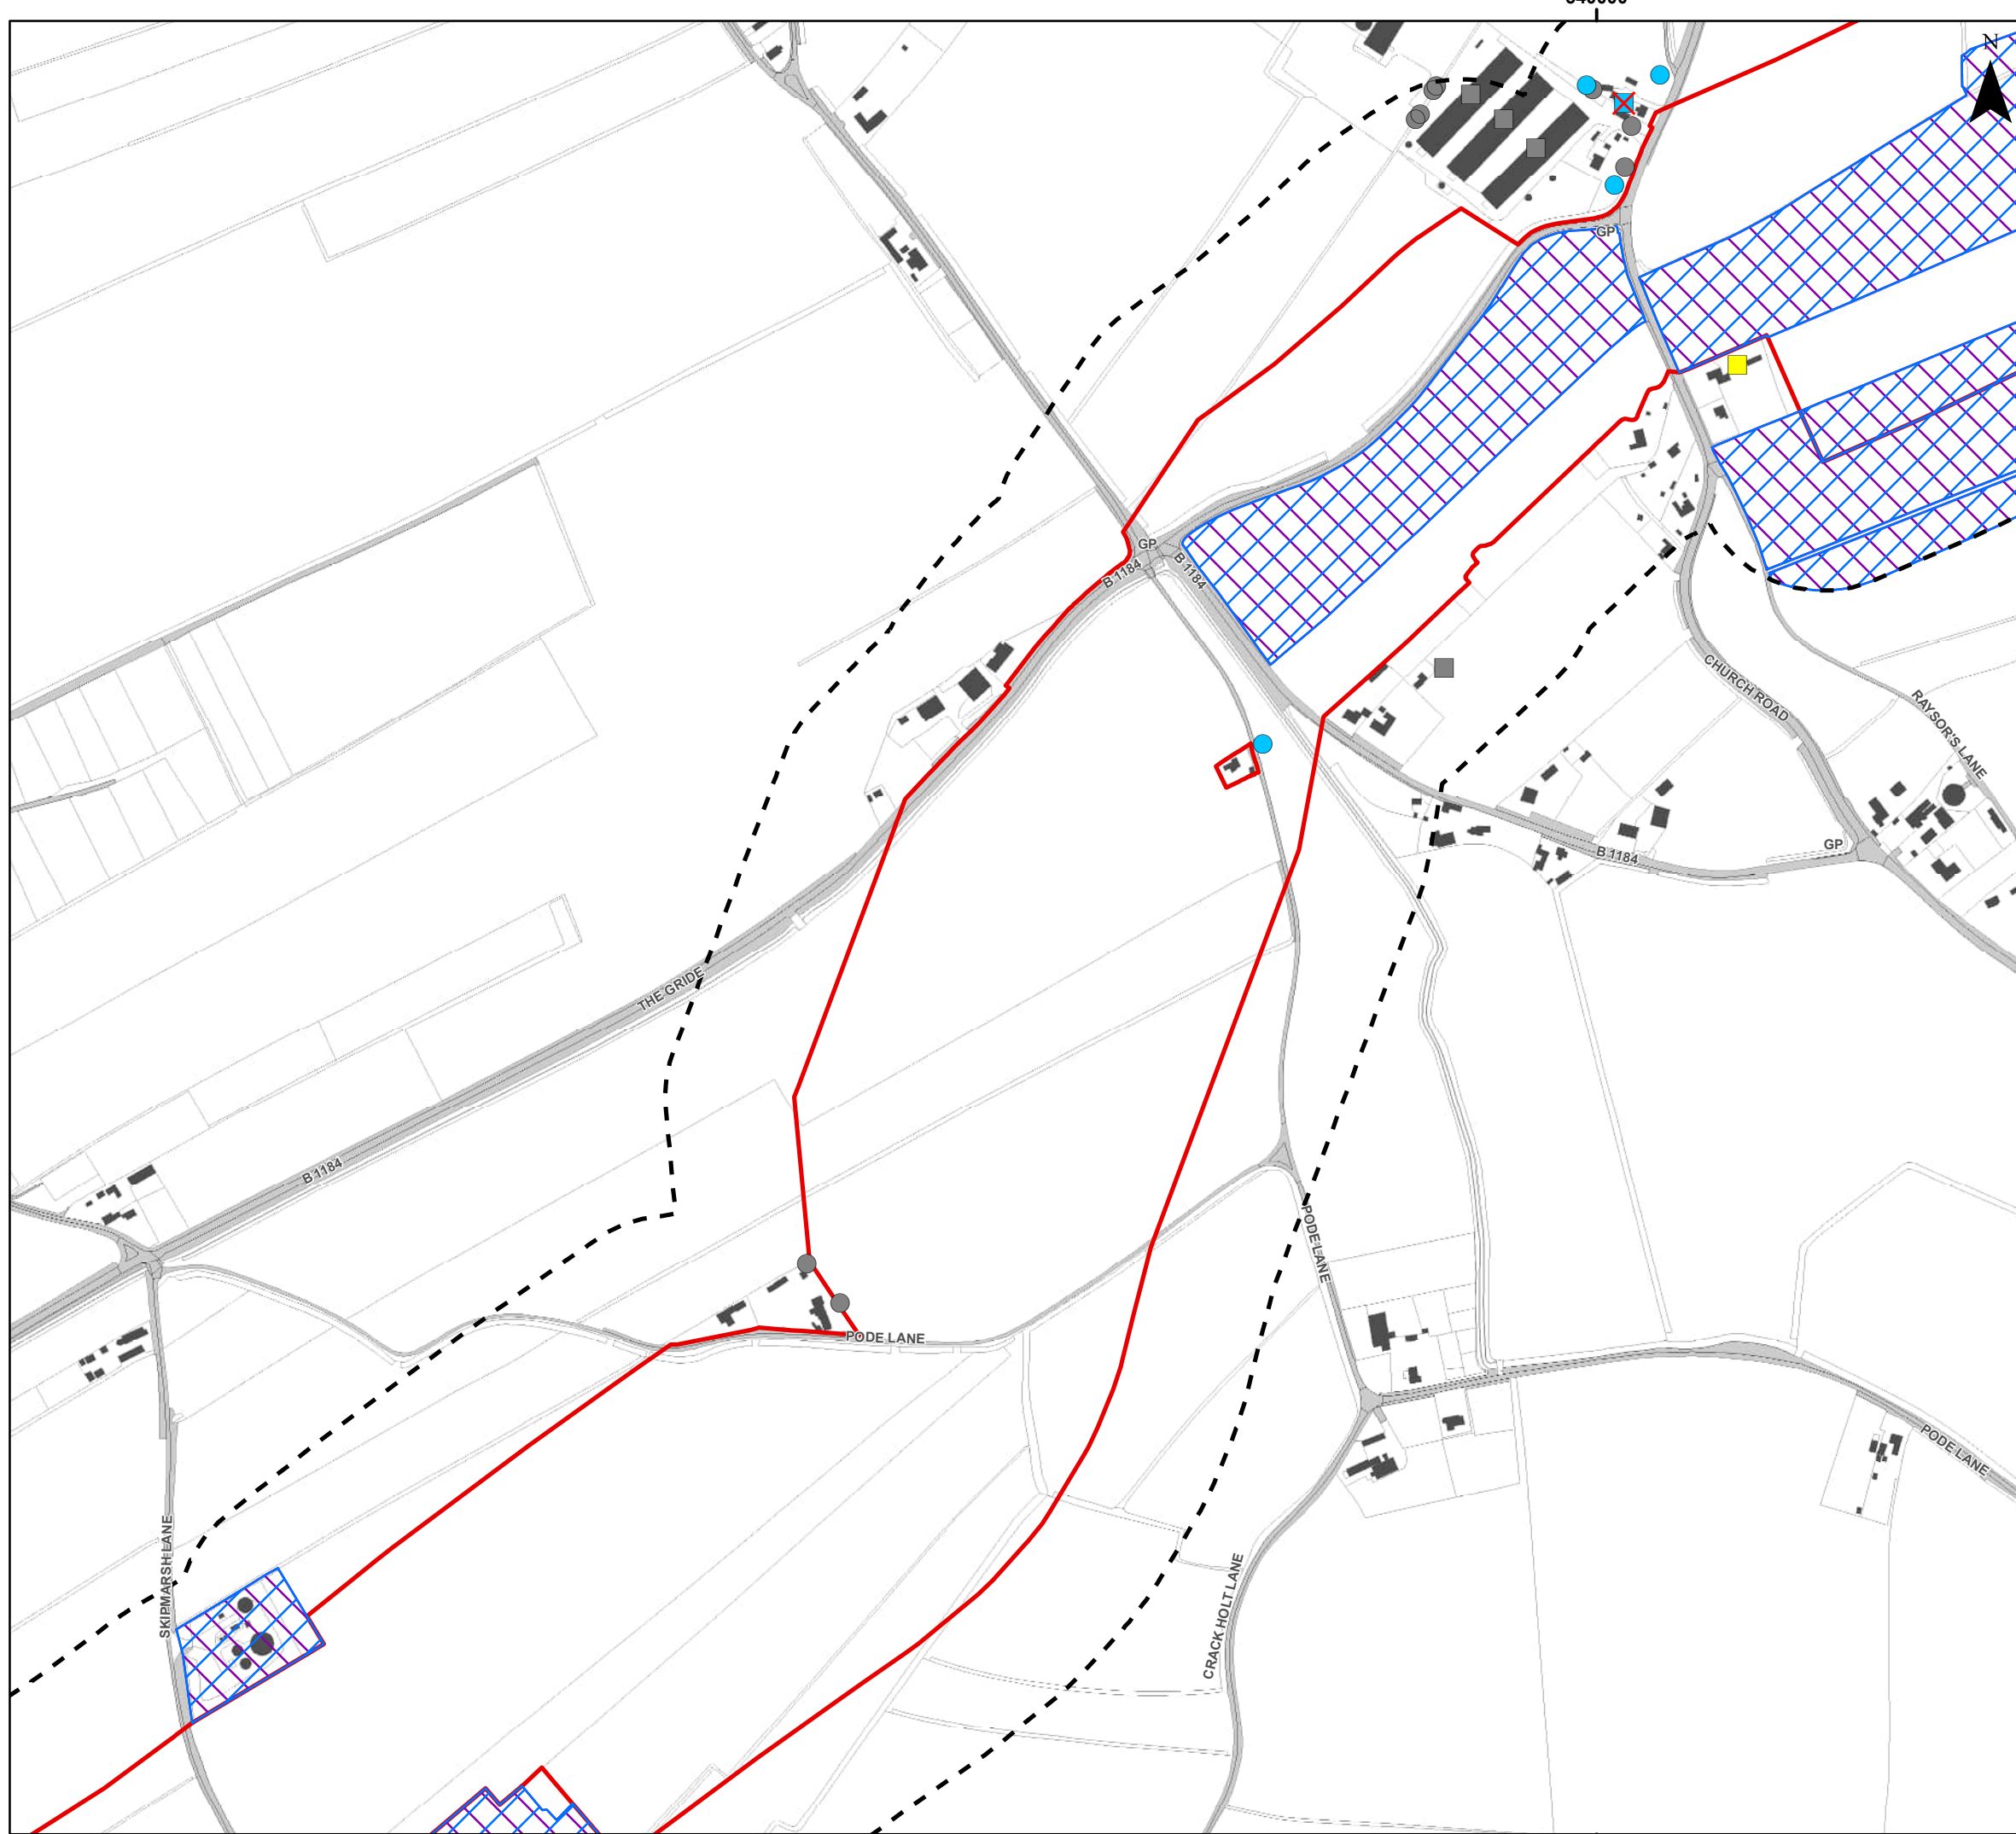 N
GP
GP
B 1184
B 1184
CHURCH ROAD
RAYSOR'S LANE
GP
B 1184
THE GRIDE
B 1184
PODE LANE
PODE LANE
PODE LANE
SKIPMARSH LANE
CRACK HOLT LANE